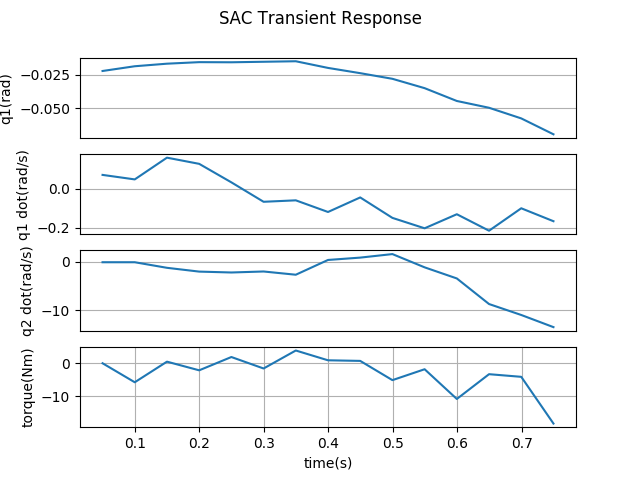 SAC Transient Response
q1(rad)
−0.025
−0.050
q1 dot(rad/s)
0.0
−0.2
q2 dot(rad/s)
0
−10
torque(Nm)
0
−10
0.1 0.2 0.3 0.4 0.5 0.6 0.7
time(s)